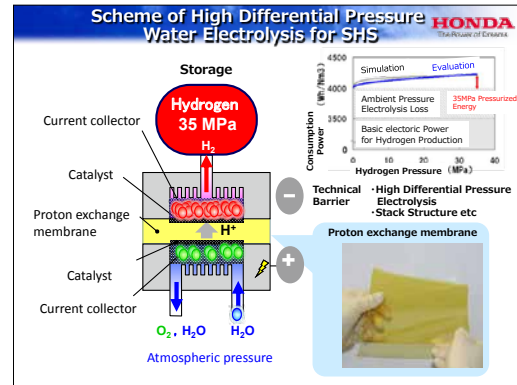 Scheme of High Differential Pressure
Water Electrolysis for SHS
HONDA
The Power of Dreams
Storage
Hydrogen
35 MPa
H₂
Current collector
Catalyst
Proton exchange
membrane
H⁺
Catalyst
Current collector
O₂ , H₂O
H₂O
Atmospheric pressure
−
+
Consumption
Power
(Wh/Nm3)
4500
4000
0
0
10
20
30
40
Simulation
Evaluation
Ambient Pressure
Electrolysis Loss
35MPa Pressurized
Energy
Basic electric Power
for Hydrogen Production
Hydrogen Pressure (MPa)
Technical
Barrier
・High Differential Pressure
Electrolysis
・Stack Structure etc
Proton exchange membrane